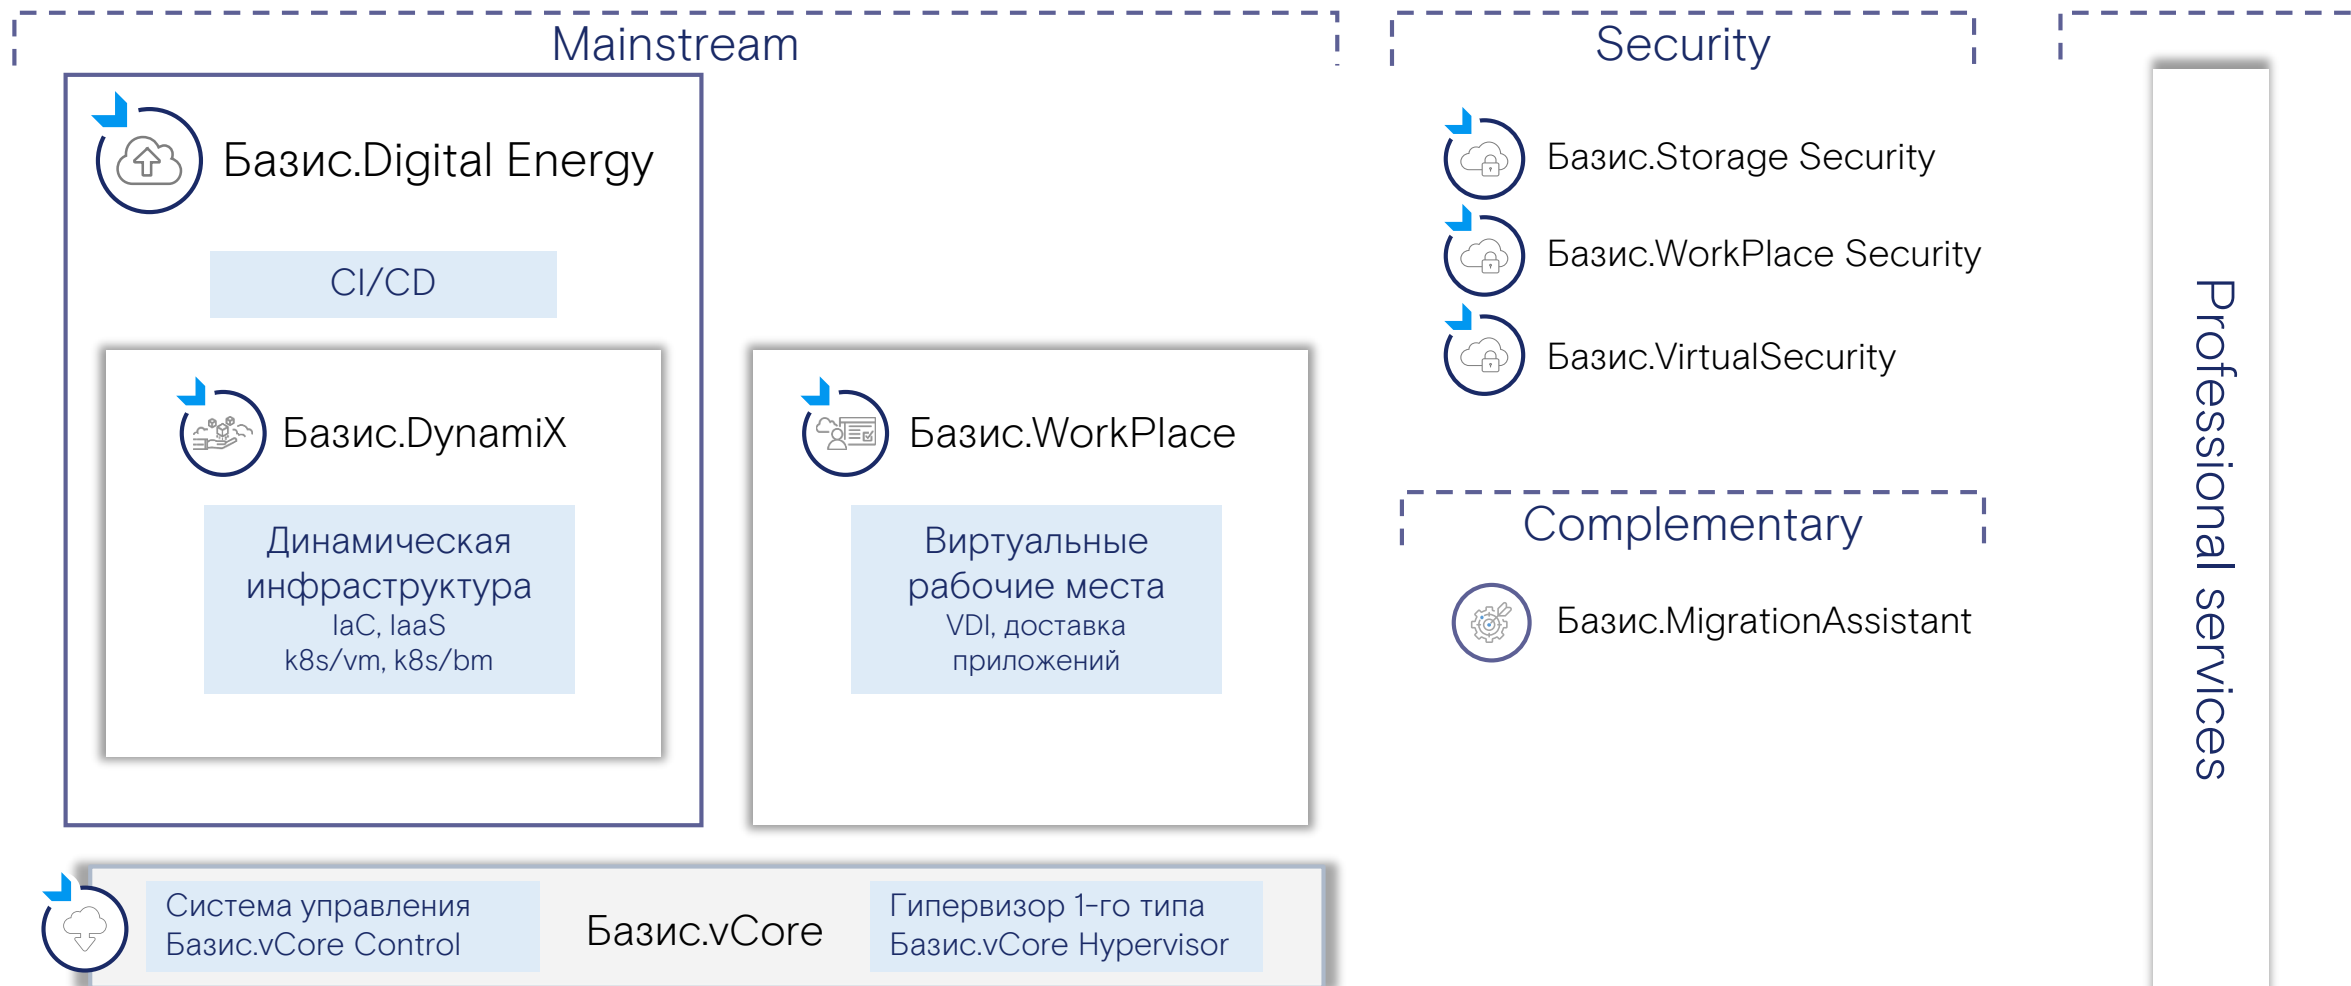 Mainstream
Базис.Digital Energy
CI/CD
Базис.DynamiX
Динамическая
инфраструктура
IaC, IaaS
k8s/vm, k8s/bm
Базис.WorkPlace
Виртуальные
рабочие места
VDI, доставка
приложений
Система управления
Базис.vCore Control
Базис.vCore
Гипервизор 1-го типа
Базис.vCore Hypervisor
Security
Базис.Storage Security
Базис.WorkPlace Security
Базис.VirtualSecurity
Complementary
Базис.MigrationAssistant
Professional services